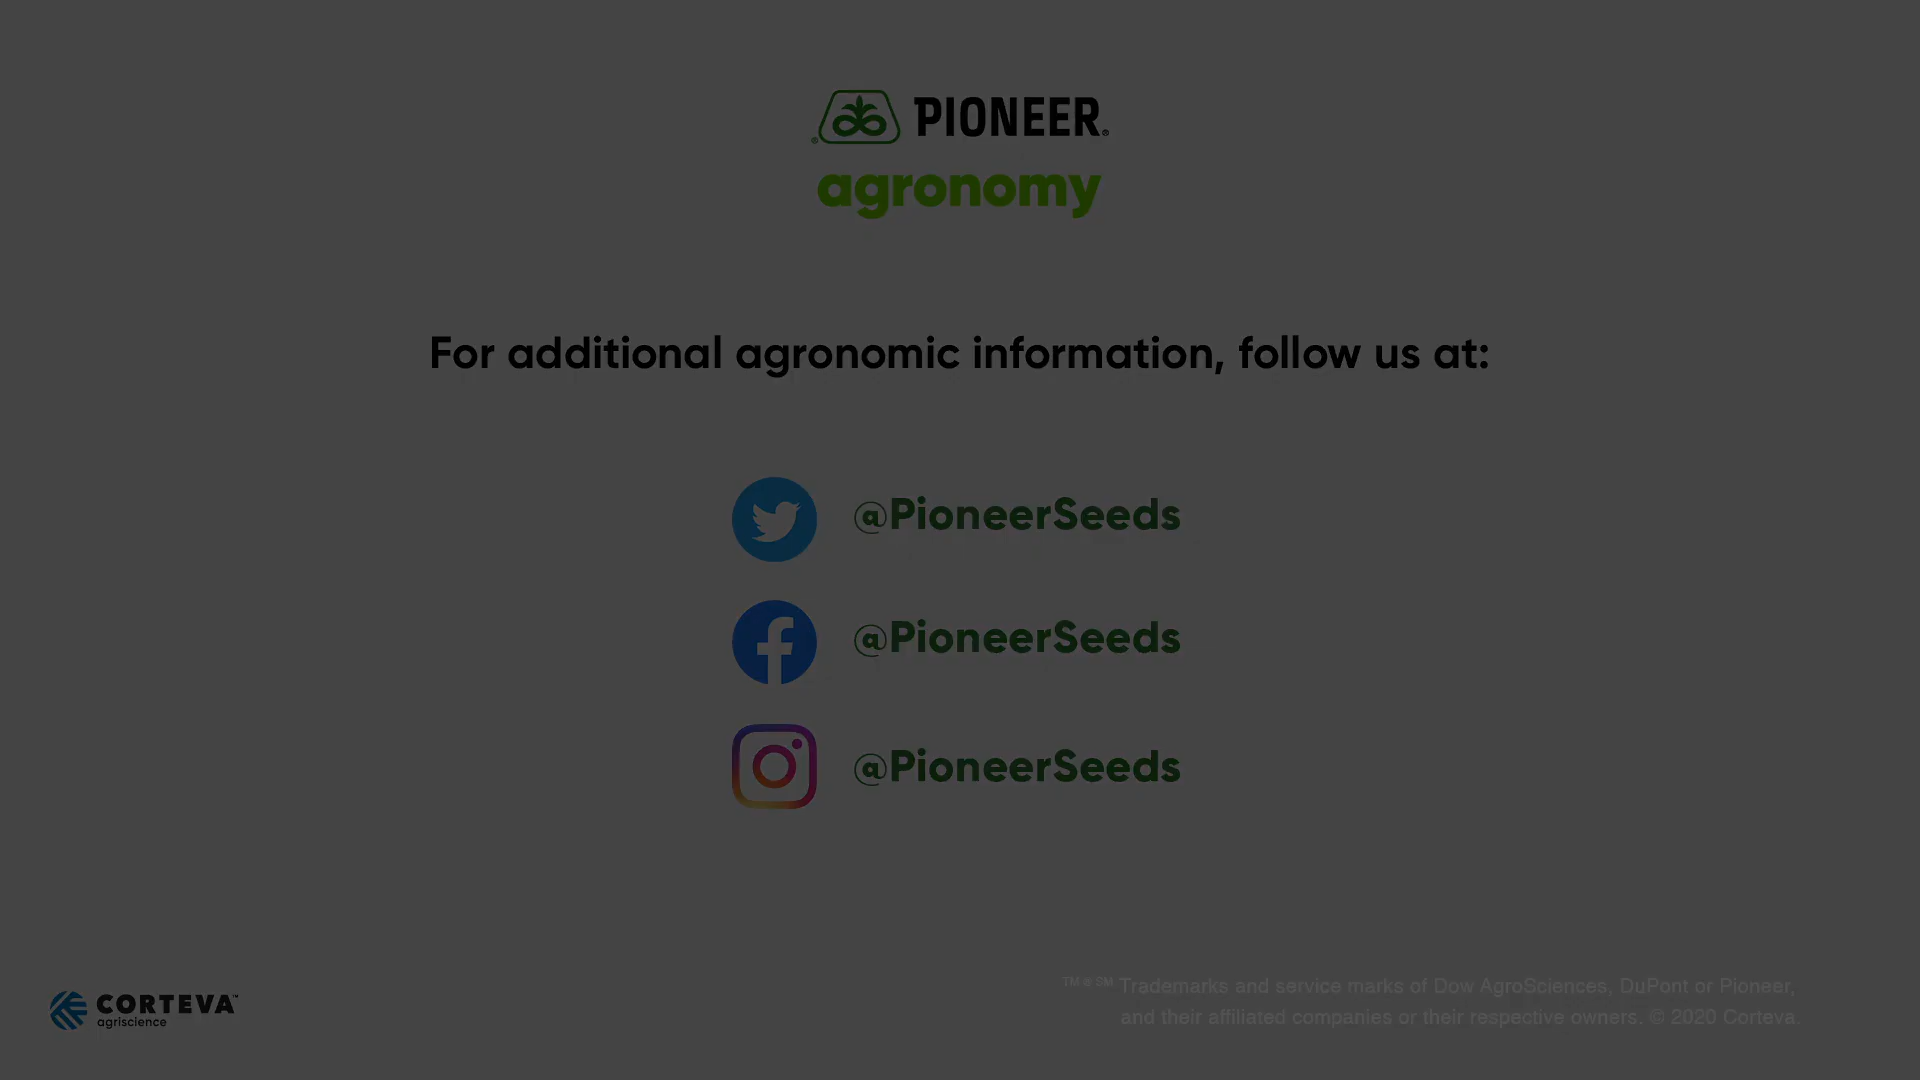 PIONEER®
agronomy
For additional agronomic information, follow us at:
@PioneerSeeds
@PioneerSeeds
@PioneerSeeds
CORTEVA™
agriscience
™ ® SM Trademarks and service marks of Dow AgroSciences, DuPont or Pioneer,
and their affiliated companies or their respective owners. © 2020 Corteva.